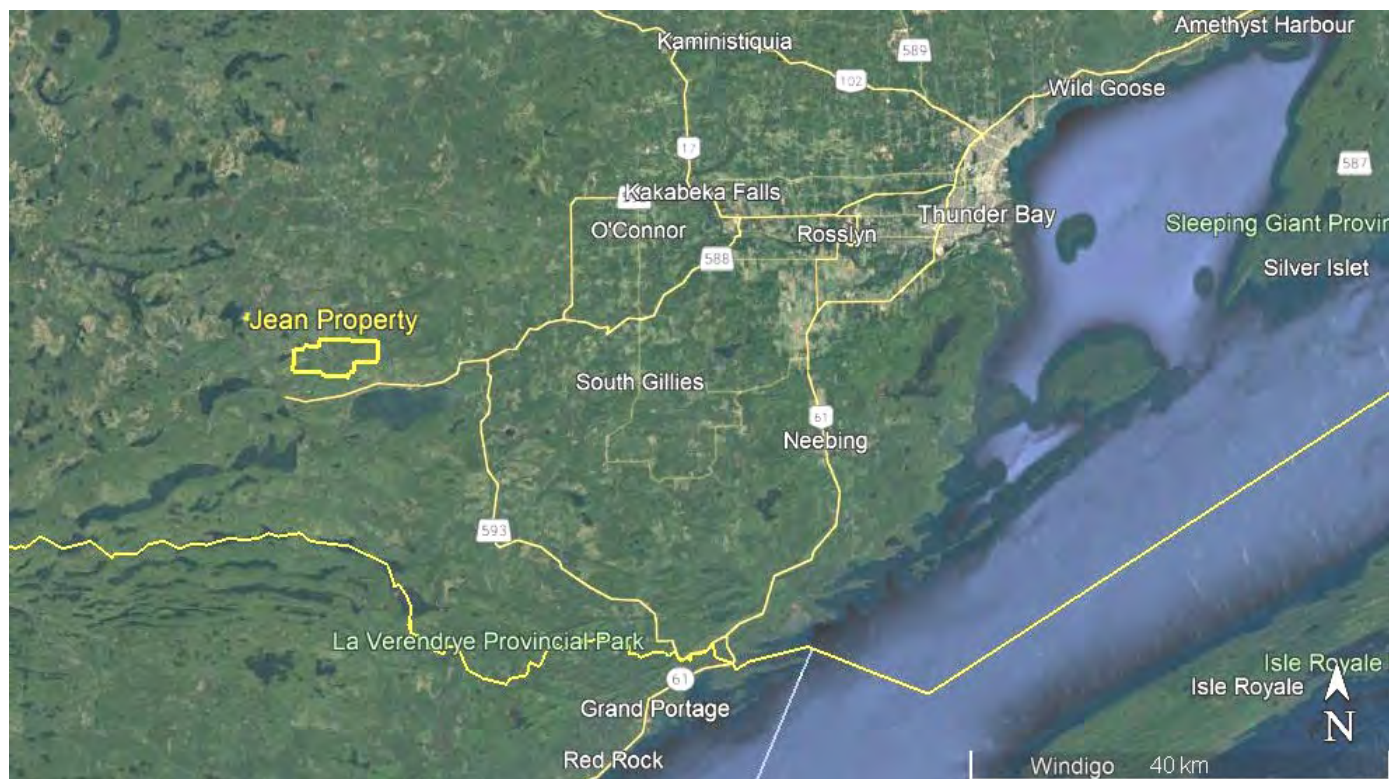 Amethyst Harbour
Kaministiquia
589
102
Wild Goose
17
587
Kakabeka Falls
Thunder Bay
O'Connor
Rosslyn
Sleeping Giant Provin
588
Silver Islet
Jean Property
South Gillies
61
Neebing
593
La Verendrye Provincial Park
Isle Royale
Isle Royale
61
Grand Portage
N
Red Rock
Windigo
40 km